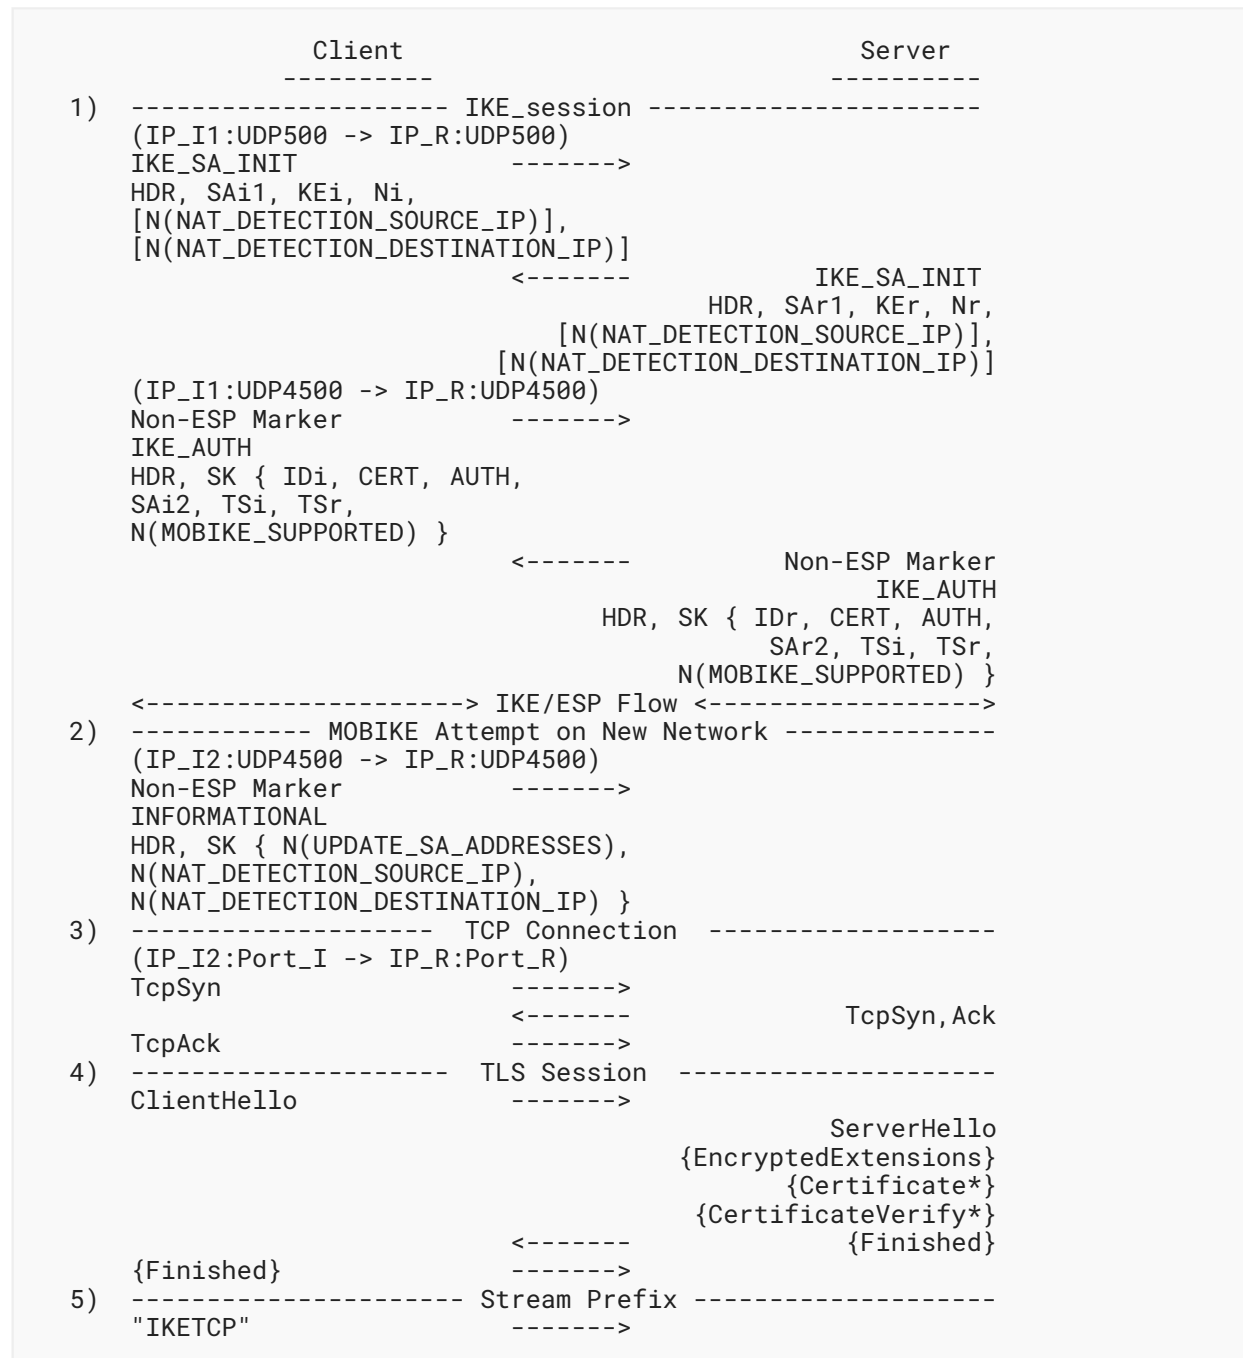 Client                              Server
----------                          ----------
1)  --------------------- IKE_session ----------------------
(IP_I1:UDP500 -> IP_R:UDP500)
IKE_SA_INIT              ------->
HDR, SAi1, KEi, Ni,
[N(NAT_DETECTION_SOURCE_IP)],
[N(NAT_DETECTION_DESTINATION_IP)]
<-------            IKE_SA_INIT
HDR, SAr1, KEr, Nr,
[N(NAT_DETECTION_SOURCE_IP)],
[N(NAT_DETECTION_DESTINATION_IP)]
(IP_I1:UDP4500 -> IP_R:UDP4500)
Non-ESP Marker           ------->
IKE_AUTH
HDR, SK { IDi, CERT, AUTH,
SAi2, TSi, TSr,
N(MOBIKE_SUPPORTED) }
<-------          Non-ESP Marker
IKE_AUTH
HDR, SK { IDr, CERT, AUTH,
SAr2, TSi, TSr,
N(MOBIKE_SUPPORTED) }
<---------------------> IKE/ESP Flow <------------------>
2)  ------------ MOBIKE Attempt on New Network --------------
(IP_I2:UDP4500 -> IP_R:UDP4500)
Non-ESP Marker           ------->
INFORMATIONAL
HDR, SK { N(UPDATE_SA_ADDRESSES),
N(NAT_DETECTION_SOURCE_IP),
N(NAT_DETECTION_DESTINATION_IP) }
3)  --------------------  TCP Connection  -------------------
(IP_I2:Port_I -> IP_R:Port_R)
TcpSyn                   ------->
<-------              TcpSyn,Ack
TcpAck                   ------->
4)  ---------------------  TLS Session  ---------------------
ClientHello              ------->
ServerHello
{EncryptedExtensions}
{Certificate*}
{CertificateVerify*}
<-------              {Finished}
{Finished}               ------->
5)  ---------------------- Stream Prefix --------------------
"IKETCP"                 ------->